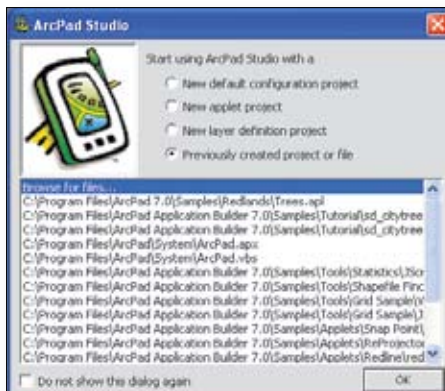 ArcPad Studio
Start using ArcPad Studio with a
New default configuration project
New applet project
New layer definition project
Previously created project or file
Browse for files...
C:\Program Files\ArcPad 7.0\Samples\Redlands\Trees.apl
C:\Program Files\ArcPad Application Builder 7.0\Samples\Tutorial\sd_citytree
C:\Program Files\ArcPad Application Builder 7.0\Samples\Tutorial\sd_citytree
C:\Program Files\ArcPad\System\ArcPad.apx
C:\Program Files\ArcPad\System\ArcPad.vbs
C:\Program Files\ArcPad Application Builder 7.0\Samples\Tools\Statistics\JScri
C:\Program Files\ArcPad Application Builder 7.0\Samples\Tools\Shapefile Finc
C:\Program Files\ArcPad Application Builder 7.0\Samples\Tools\Grid Sample\
C:\Program Files\ArcPad Application Builder 7.0\Samples\Tools\Grid Sample\
C:\Program Files\ArcPad Application Builder 7.0\Samples\Applets\Snap Point\
C:\Program Files\ArcPad Application Builder 7.0\Samples\Applets\ReProjector
C:\Program Files\ArcPad Application Builder 7.0\Samples\Applets\Redline\red
Do not show this dialog again
OK